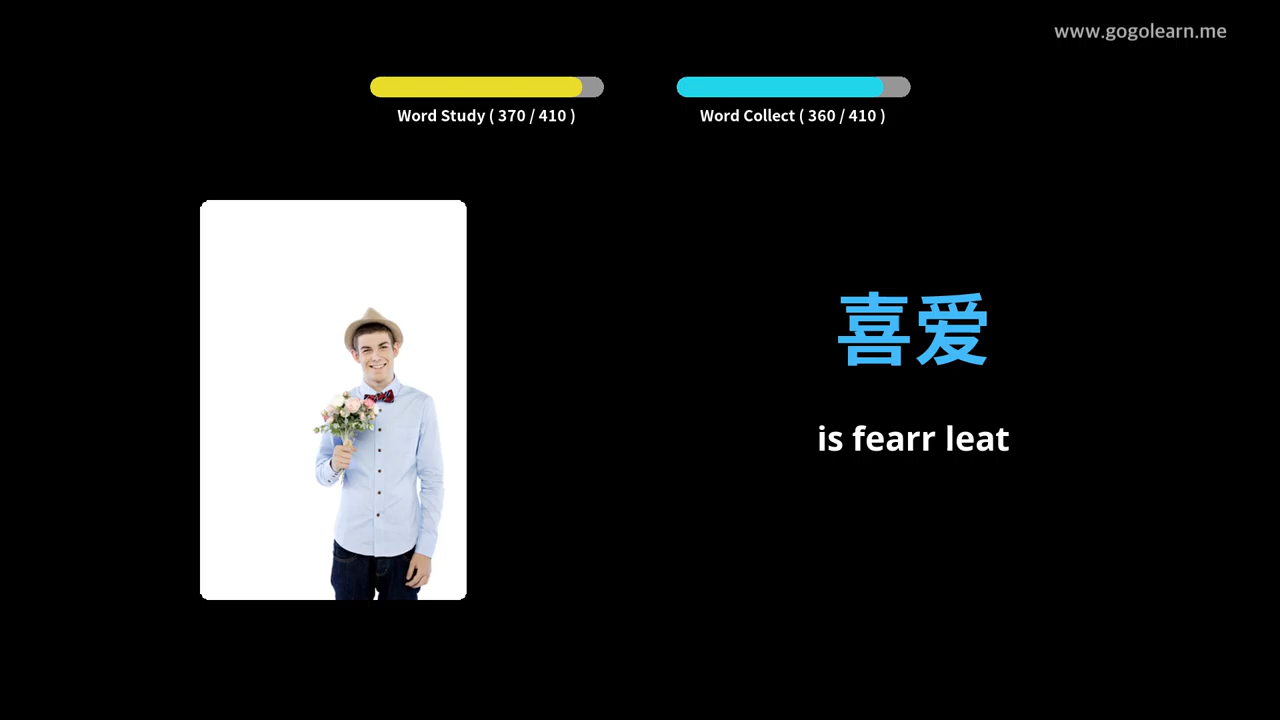 www.gogolearn.me
Word Study ( 370 / 410 )
Word Collect ( 360 / 410 )
喜爱
is fearr leat